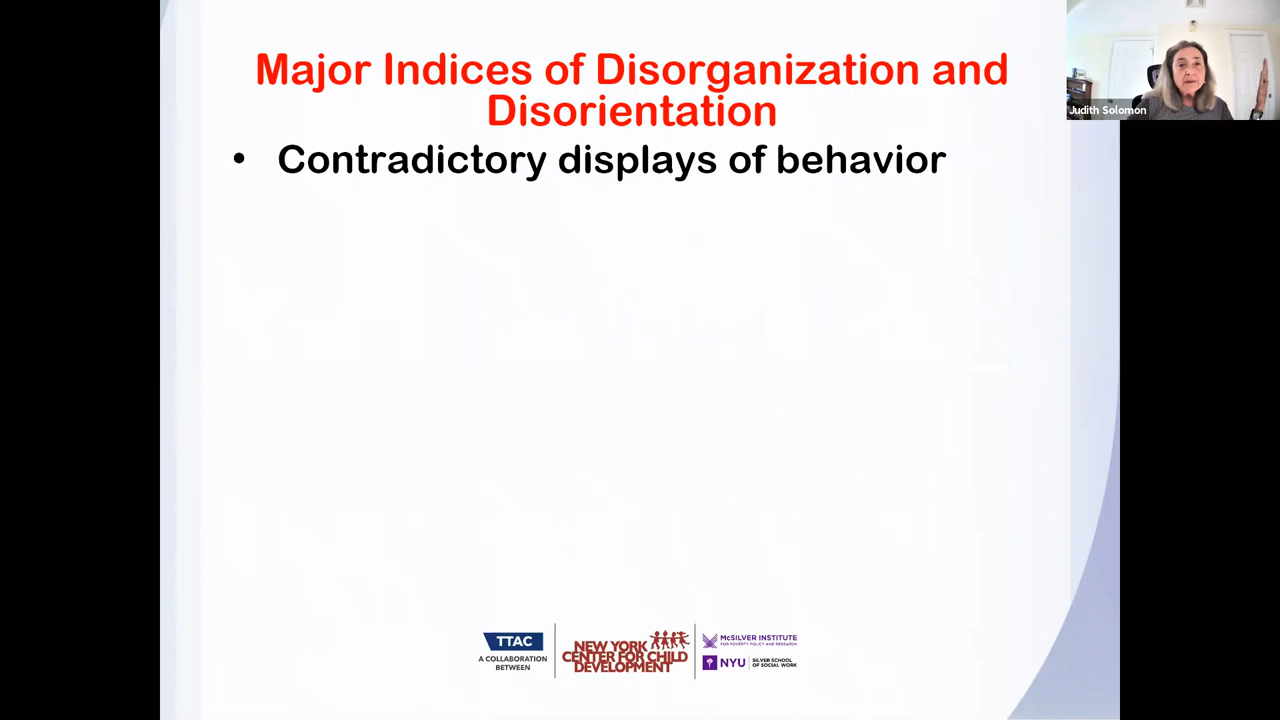 Major Indices of Disorganization and
Disorientation
• Contradictory displays of behavior
Judith Solomon
TTAC
A COLLABORATION
BETWEEN
NEW YORK
CENTER FOR CHILD
DEVELOPMENT
McSILVER INSTITUTE
FOR POVERTY POLICY AND RESEARCH
NYU
SILVER SCHOOL
OF SOCIAL WORK